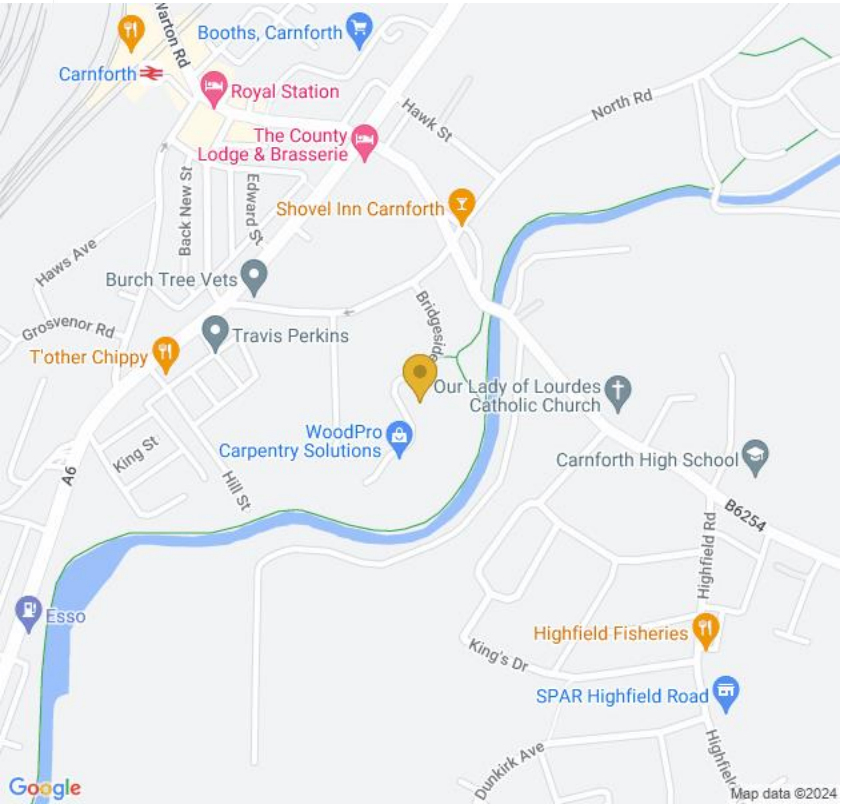 Warton Rd
Booths, Carnforth
Carnforth
Royal Station
Hawk St
North Rd
The County
Lodge & Brasserie
Shovel Inn Carnforth
Back New St
Edward St
Haws Ave
Burch Tree Vets
Bridgeside
Grosvenor Rd
Travis Perkins
T'other Chippy
Our Lady of Lourdes
Catholic Church
WoodPro
Carpentry Solutions
King St
Hill St
A6
Carnforth High School
B6254
Highfield Rd
Esso
Highfield Fisheries
King's Dr
SPAR Highfield Road
Dunkirk Ave
Highfield
Google
Map data ©2024